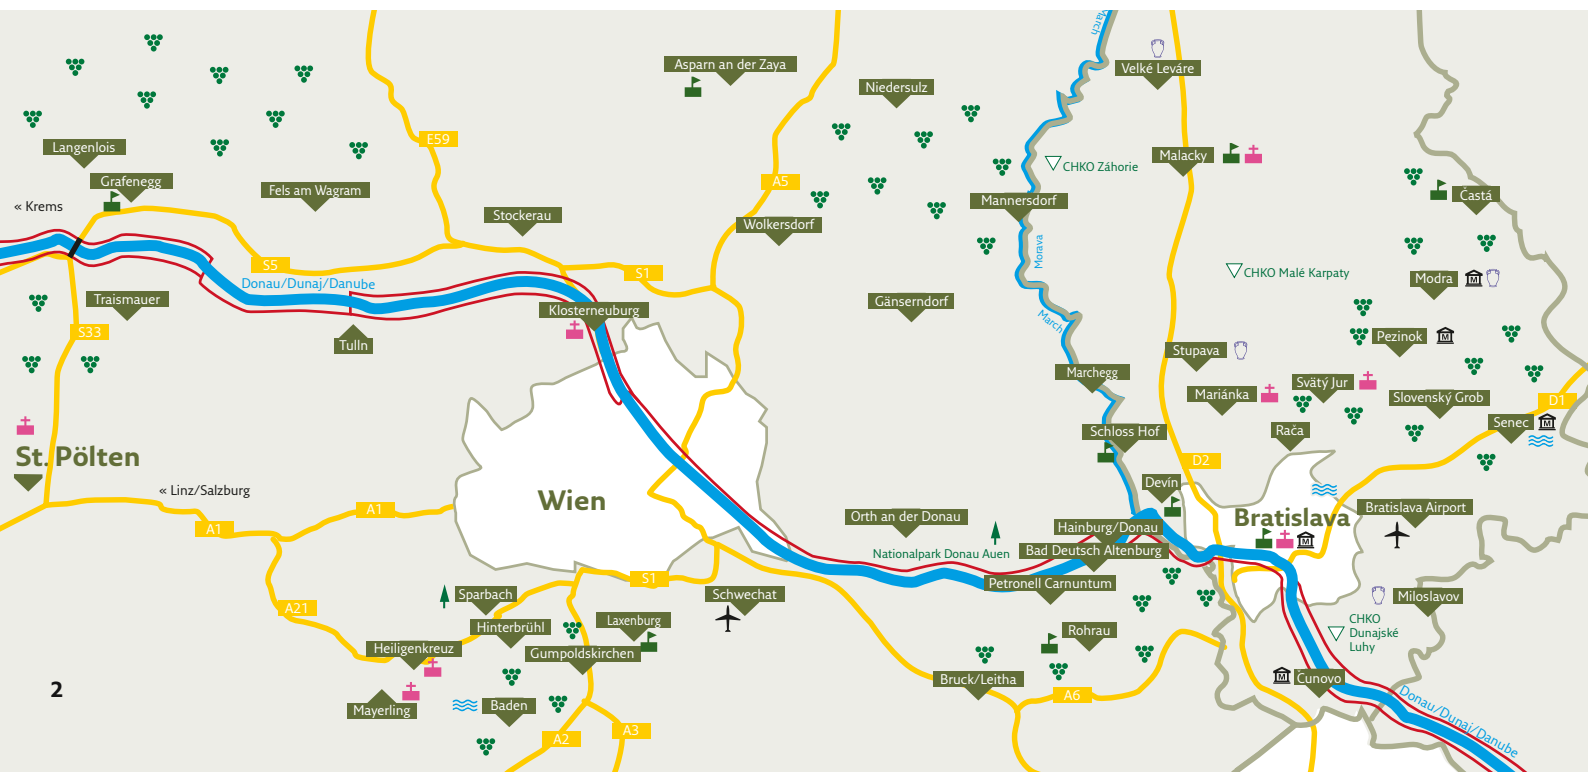 March
Velké Leváre
Asparn an der Zaya
Niedersulz
E59
Langenlois
Malacky
CHKO Záhorie
Grafenegg
Fels am Wagram
A5
Častá
« Krems
Mannersdorf
Stockerau
Wolkersdorf
Morava
S5
S1
CHKO Malé Karpaty
Modra
Donau/Dunaj/Danube
Traismauer
Gänserndorf
Klosterneuburg
March
S33
Tulln
Pezinok
Stupava
Marchegg
Svätý Jur
Mariánka
Slovenský Grob
D1
Senec
Schloss Hof
Rača
St. Pölten
D2
Devín
« Linz/Salzburg
Wien
A1
A1
Orth an der Donau
Hainburg/Donau
Bratislava
Bratislava Airport
Nationalpark Donau Auen
Bad Deutsch Altenburg
S1
Petronell Carnuntum
Sparbach
Schwechat
Miloslavov
A21
Laxenburg
Hinterbrühl
Rohrau
CHKO
Dunajské
Luhy
Heiligenkreuz
Gumpoldskirchen
Bruck/Leitha
Čunovo
2
A6
Mayerling
Baden
Donau/Dunaj/Danube
A2
A3